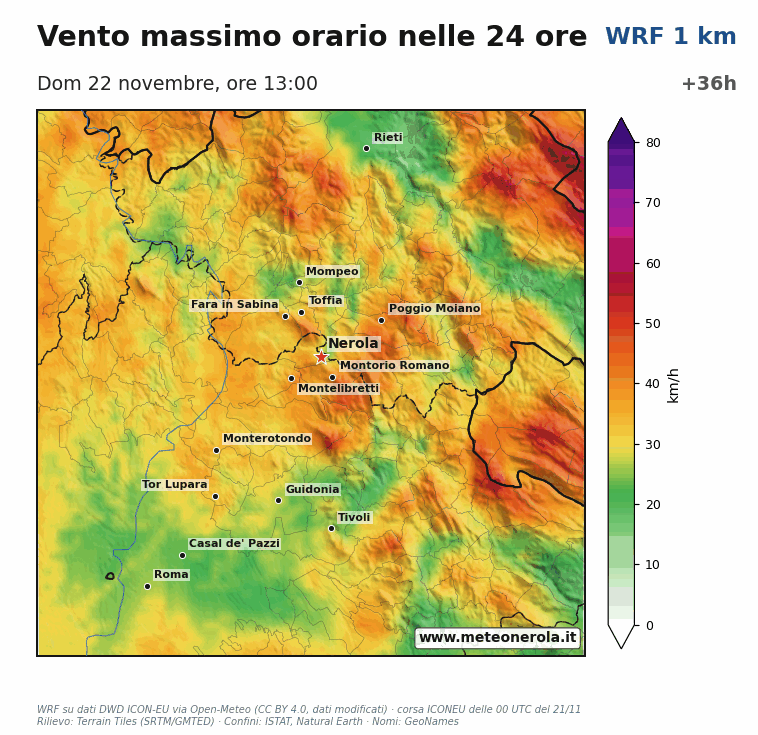 Vento massimo orario nelle 24 ore WRF 1 km
Dom 22 novembre, ore 13:00 +36h
Rieti
Mompeo
Toffia
Fara in Sabina
Poggio Moiano
Nerola
Montorio Romano
Montelibretti
Monterotondo
Tor Lupara
Guidonia
Tivoli
Casal de' Pazzi
Roma
www.meteonerola.it
80
70
60
50
40
30
20
10
0
km/h
WRF su dati DWD ICON-EU via Open-Meteo (CC BY 4.0, dati modificati) · corsa ICONEU delle 00 UTC del 21/11
Rilievo: Terrain Tiles (SRTM/GMTED) · Confini: ISTAT, Natural Earth · Nomi: GeoNames